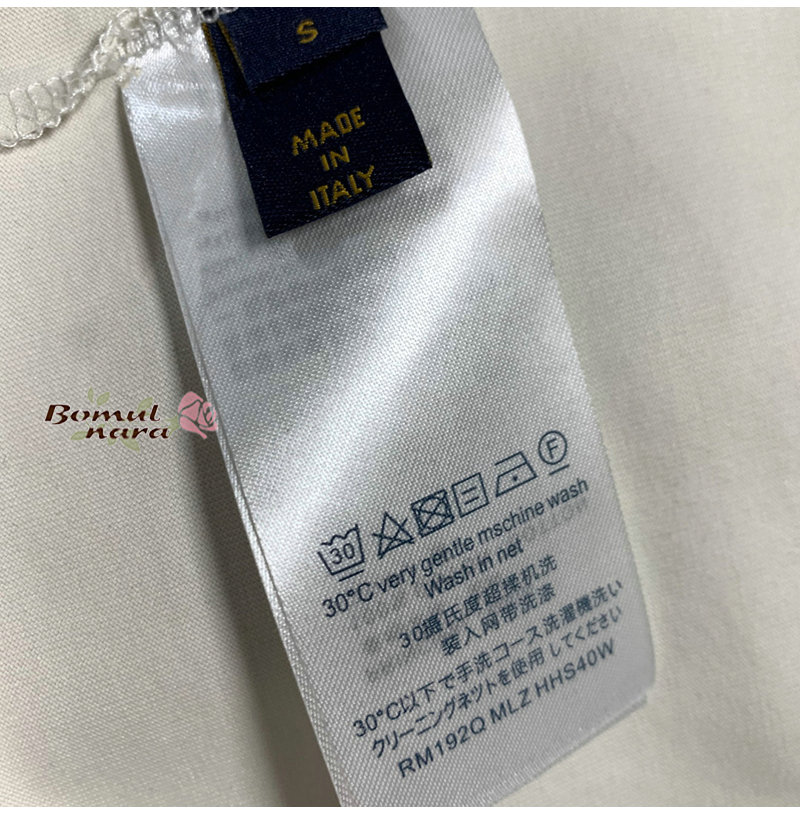 S
MADE
IN
ITALY
Bomul
nara
30
F
30°C very gentle mschine wash
Wash in net
30摄氏度超揉机洗
装入网带洗涤
30°C以下で手洗コース洗濯機洗い
クリーニングネットを使用してください
RM192Q MLZ HHS40W